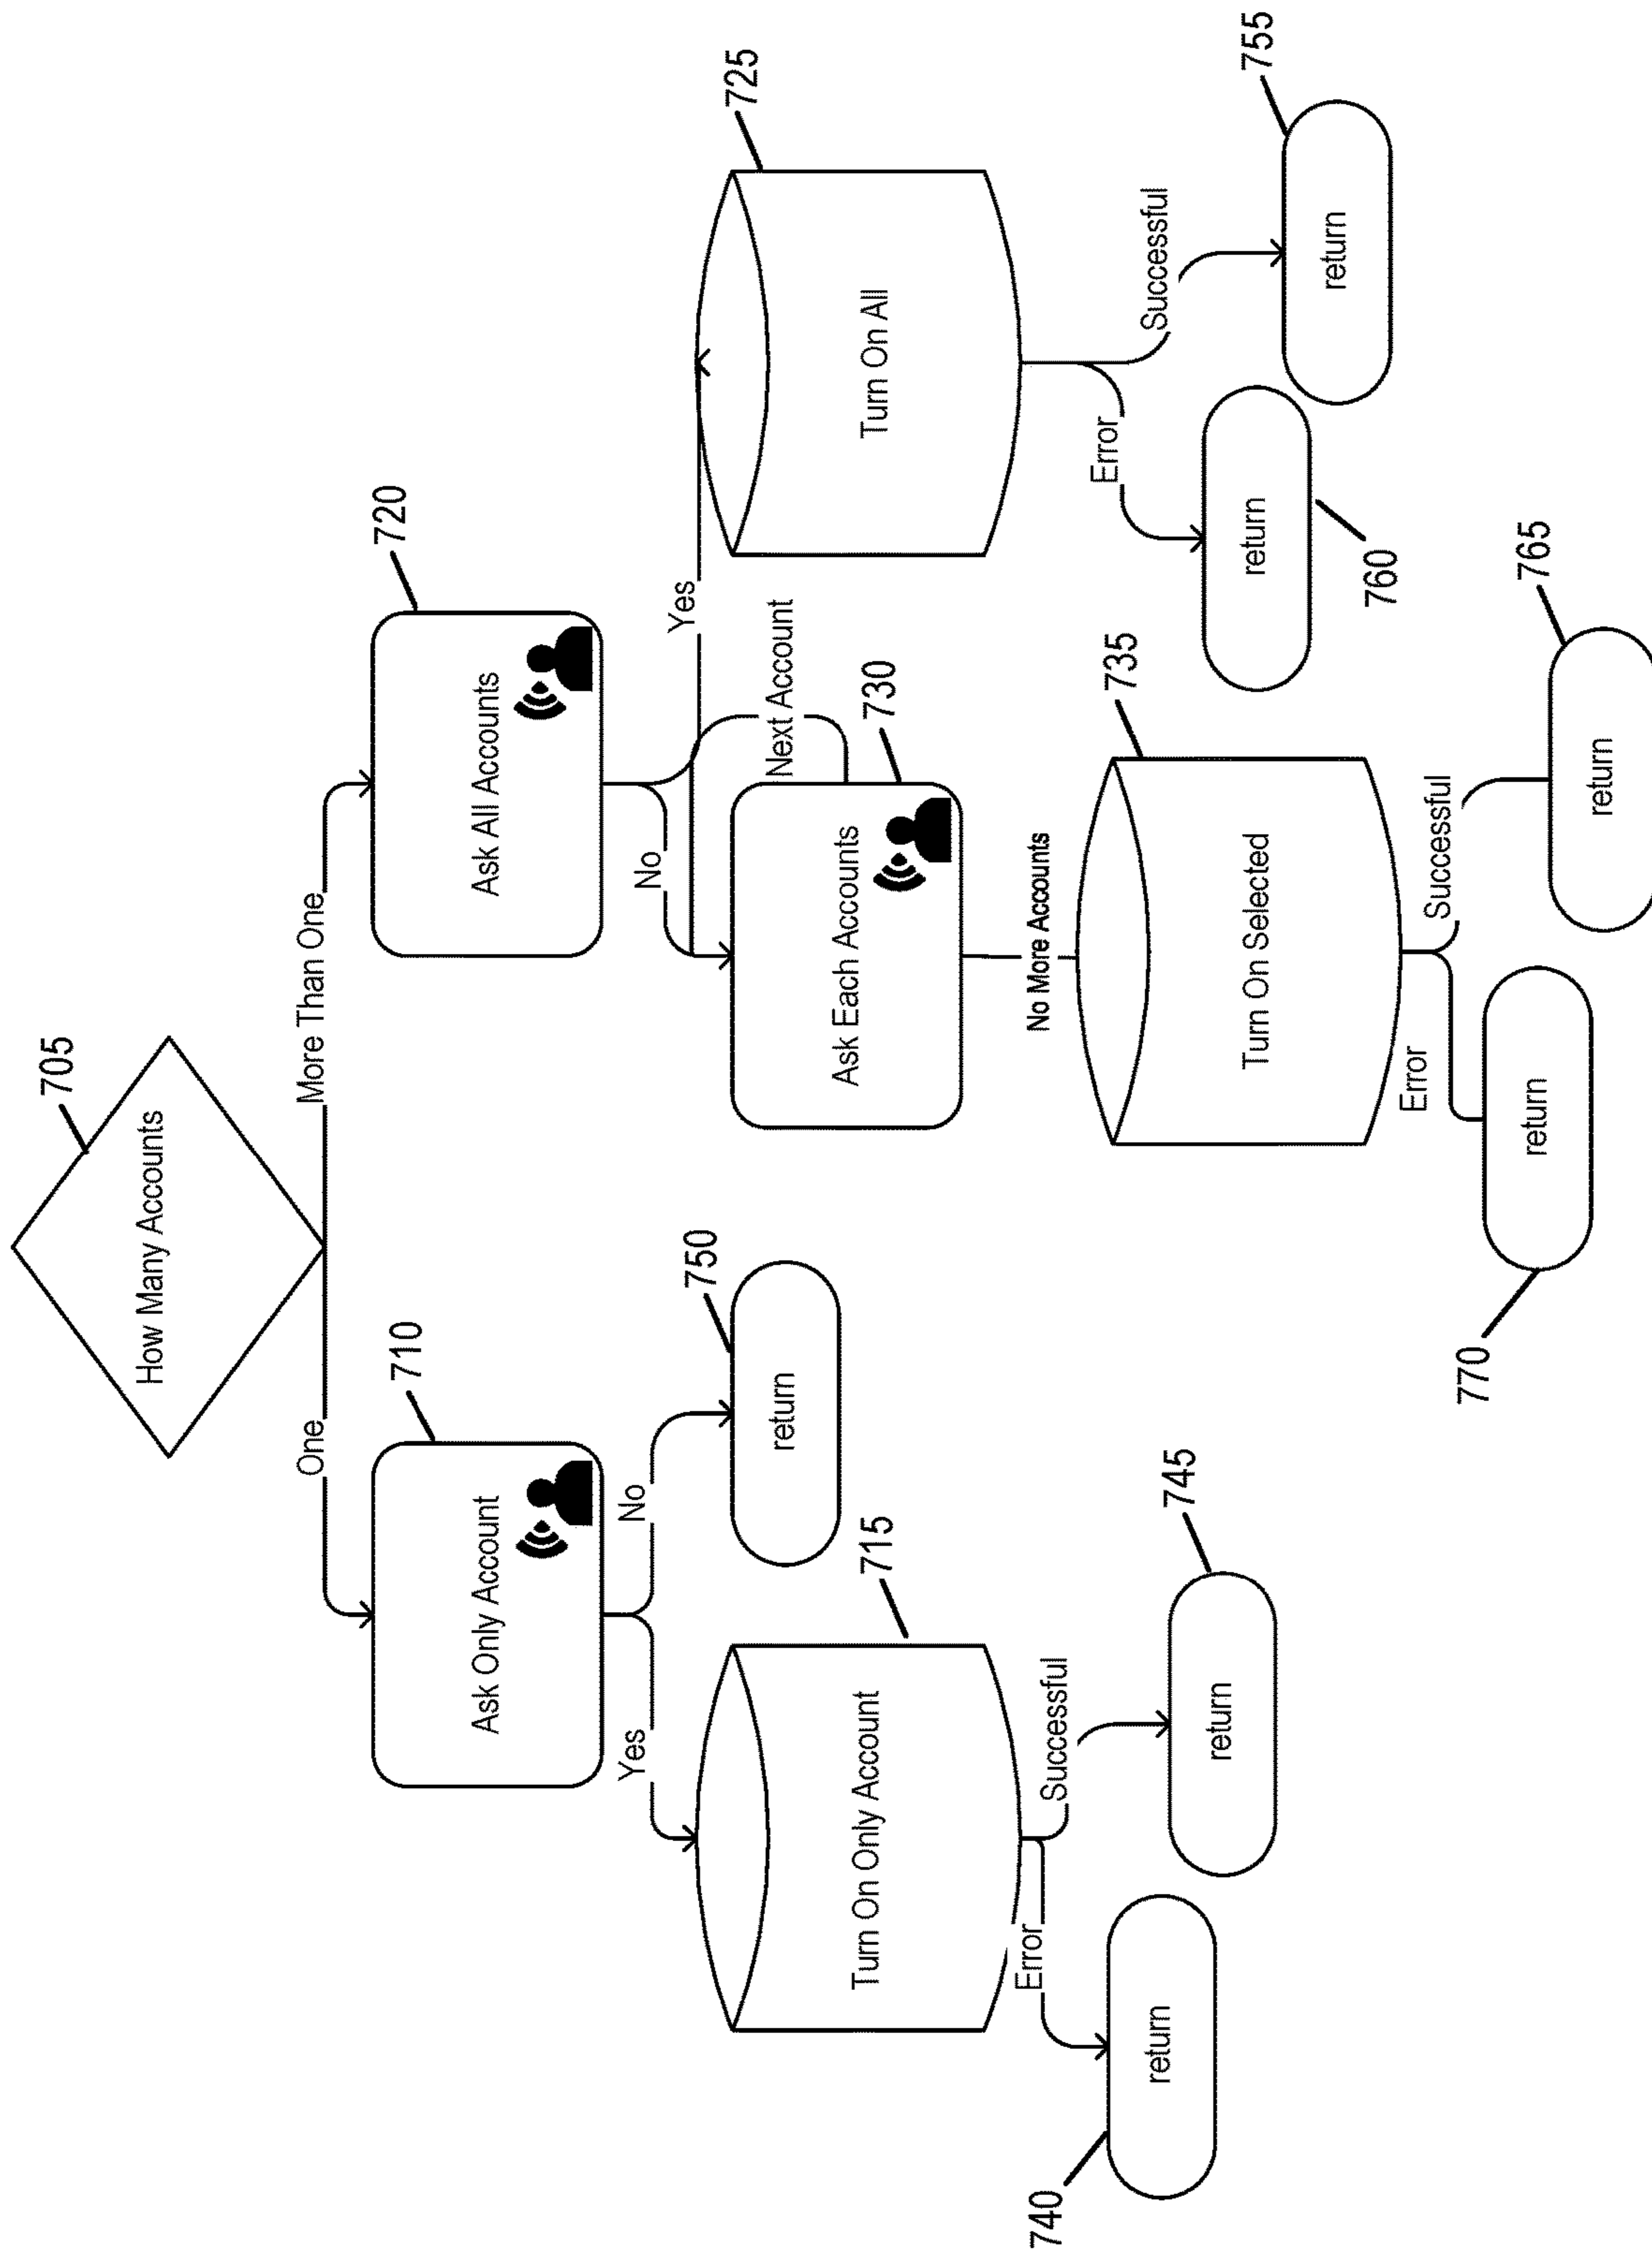 705
How Many Accounts
One
More Than One
710
Ask Only Account
720
Ask All Accounts
Yes
No
No
Yes
Next Account
750
return
715
Turn On Only Account
730
Ask Each Accounts
725
Turn On All
Error
Successful
No More Accounts
Error
Successful
740
return
745
return
735
Turn On Selected
760
return
755
return
Error
Successful
770
return
765
return